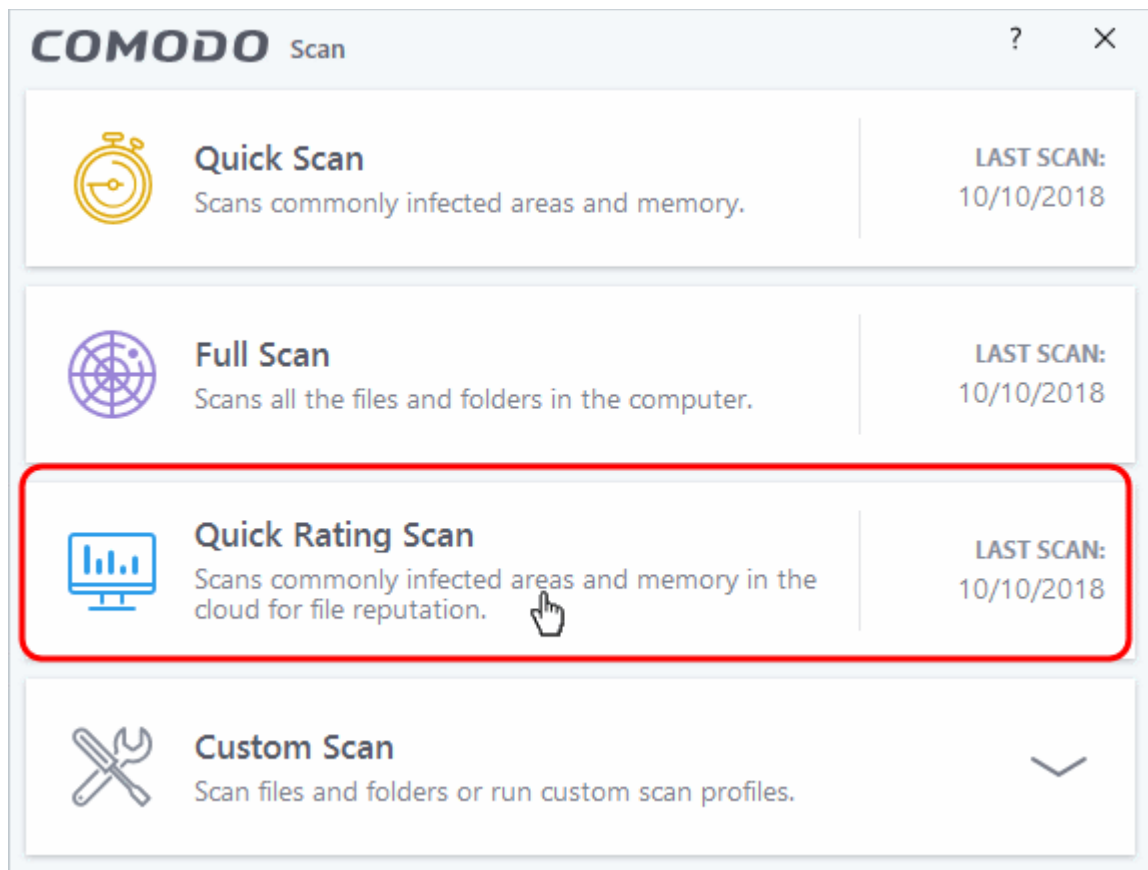 COMODO Scan
?
Quick Scan
Scans commonly infected areas and memory.
LAST SCAN:
10/10/2018
Full Scan
Scans all the files and folders in the computer.
LAST SCAN:
10/10/2018
Quick Rating Scan
Scans commonly infected areas and memory in the
cloud for file reputation.
LAST SCAN:
10/10/2018
Custom Scan
Scan files and folders or run custom scan profiles.